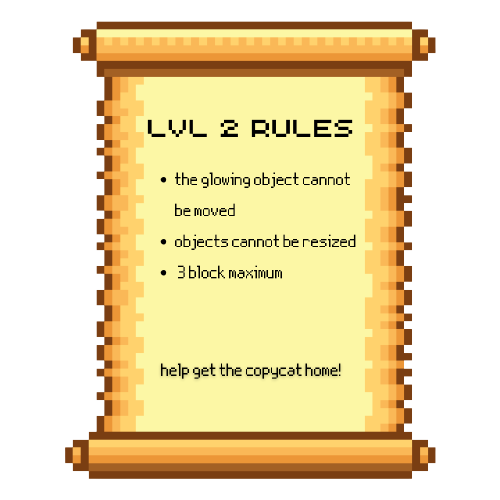 LVL 2 RULES
• the glowing object cannot
be moved
• objects cannot be resized
• 3 block maximum
help get the copycat home!